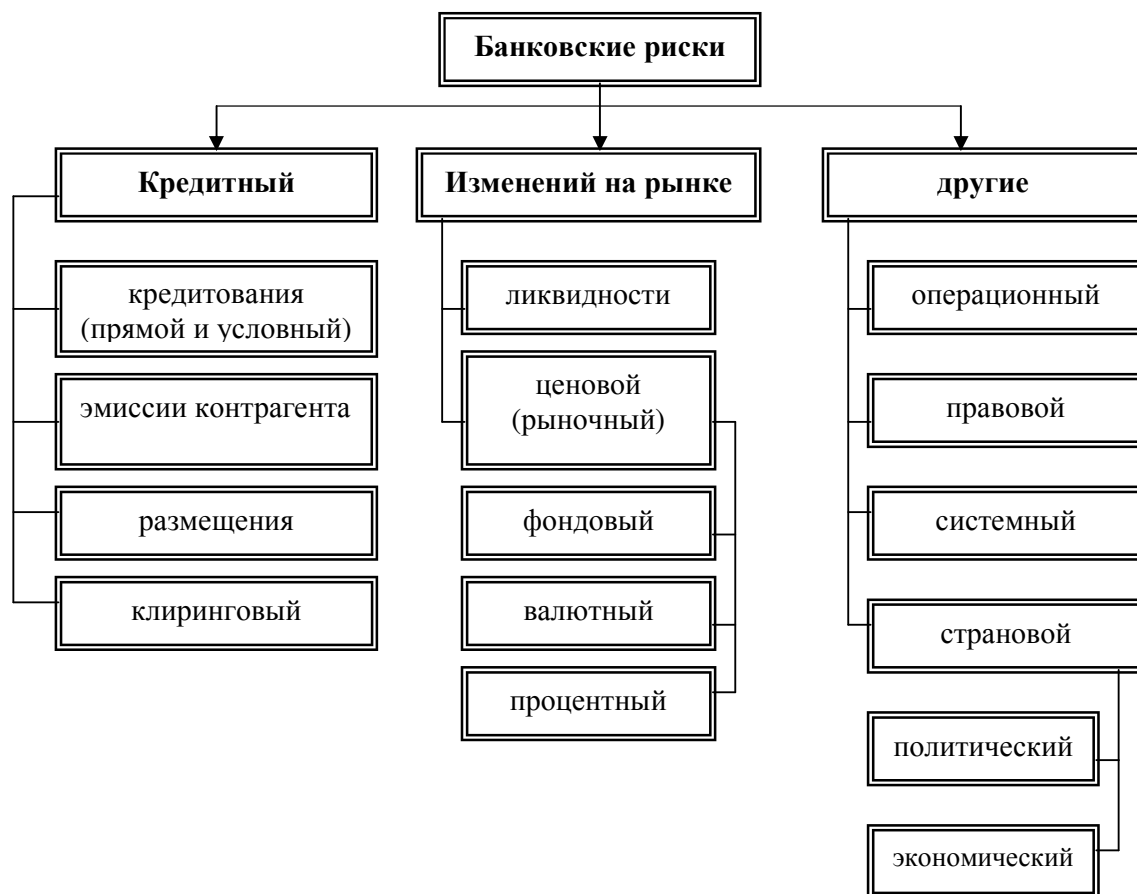 Банковские риски
Кредитный
Изменений на рынке
другие
кредитования
(прямой и условный)
эмиссии контрагента
размещения
клиринговый
ликвидности
ценовой
(рыночный)
фондовый
валютный
процентный
операционный
правовой
системный
страновой
политический
экономический